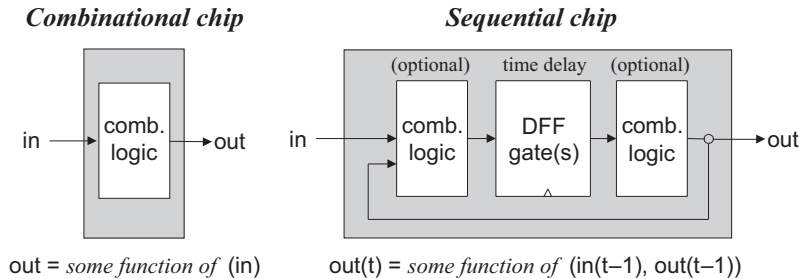 Combinational chip
in
comb.
logic
out
out = some function of (in)
Sequential chip
(optional)
time delay
(optional)
in
comb.
logic
DFF
gate(s)
comb.
logic
out
out(t) = some function of (in(t–1), out(t–1))